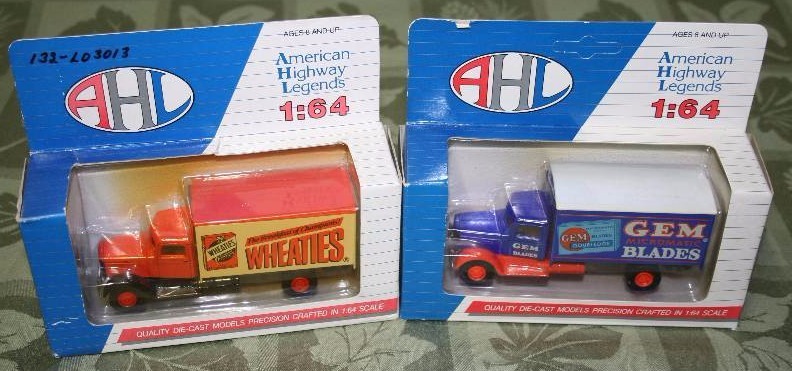 132-L03013
AGES 8 AND UP
AHL
American
Highway
Legends
1:64
The Breakfast of Champions
WHEATIES
WHEATIES®
QUALITY DIE-CAST MODELS PRECISION CRAFTED IN 1:64 SCALE
AGES 8 AND UP
AHL
American
Highway
Legends
1:64
GEM
BLADES
GEM BLADES
GEM
MICROMATIC
BLADES
QUALITY DIE-CAST MODELS PRECISION CRAFTED IN 1:64 SCALE